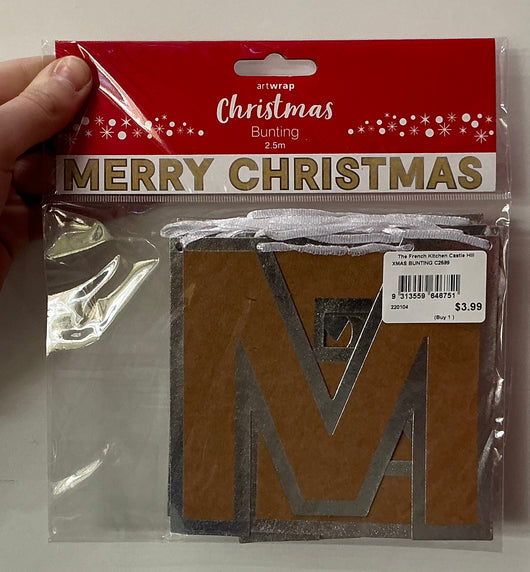 artwrap
Christmas
Bunting
2.5m
MERRY CHRISTMAS
The French Kitchen Castle Hill
XMAS BUNTING C2699
9 313559 646751
220104
$3.99
(Buy 1 )
M